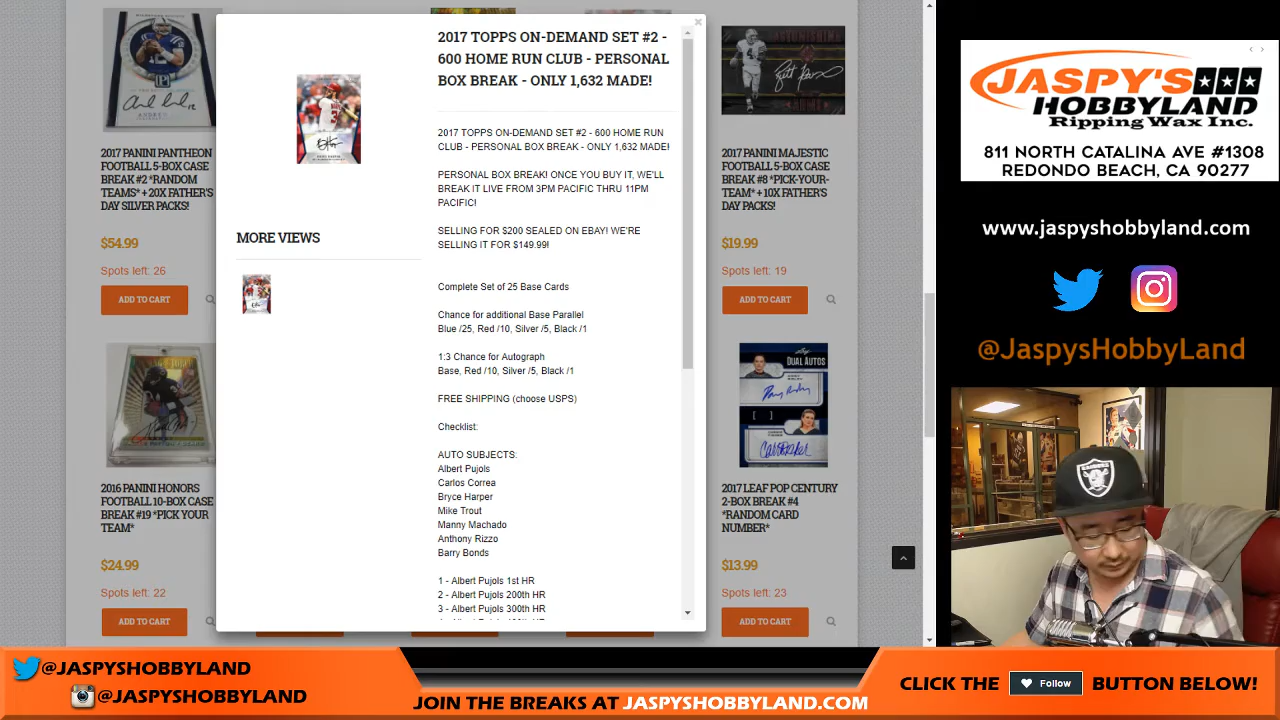 2017 PANINI PANTHEON
FOOTBALL 5-BOX CASE
BREAK #2 *RANDOM
TEAMS* + 20X FATHER'S
DAY SILVER PACKS!
$54.99
Spots left: 26
ADD TO CART
2016 PANINI HONORS
FOOTBALL 10-BOX CASE
BREAK #19 *PICK YOUR
TEAM*
$24.99
Spots left: 22
ADD TO CART
MORE VIEWS
2017 TOPPS ON-DEMAND SET #2 -
600 HOME RUN CLUB - PERSONAL
BOX BREAK - ONLY 1,632 MADE!
2017 TOPPS ON-DEMAND SET #2 - 600 HOME RUN
CLUB - PERSONAL BOX BREAK - ONLY 1,632 MADE!
PERSONAL BOX BREAK! ONCE YOU BUY IT, WE'LL
BREAK IT LIVE FROM 3PM PACIFIC THRU 11PM
PACIFIC!
SELLING FOR $200 SEALED ON EBAY! WE'RE
SELLING IT FOR $149.99!
Complete Set of 25 Base Cards
Chance for additional Base Parallel
Blue /25, Red /10, Silver /5, Black /1
1:3 Chance for Autograph
Base, Red /10, Silver /5, Black /1
FREE SHIPPING (choose USPS)
Checklist:
AUTO SUBJECTS:
Albert Pujols
Carlos Correa
Bryce Harper
Mike Trout
Manny Machado
Anthony Rizzo
Barry Bonds
1 - Albert Pujols 1st HR
2 - Albert Pujols 200th HR
3 - Albert Pujols 300th HR
2017 PANINI MAJESTIC
FOOTBALL 5-BOX CASE
BREAK #8 *PICK-YOUR-
TEAM* + 10X FATHER'S
DAY PACKS!
$19.99
Spots left: 19
ADD TO CART
DUAL AUTOS
2017 LEAF POP CENTURY
2-BOX BREAK #4
*RANDOM CARD
NUMBER*
$13.99
Spots left: 23
ADD TO CART
JASPY'S
HOBBYLAND
Ripping Wax Inc.
811 NORTH CATALINA AVE #1308
REDONDO BEACH, CA 90277
www.jaspyshobbyland.com
@JaspysHobbyLand
RAIDERS
@JASPYSHOBBYLAND
@JASPYSHOBBYLAND
JOIN THE BREAKS AT JASPYSHOBBYLAND.COM
CLICK THE Follow BUTTON BELOW!